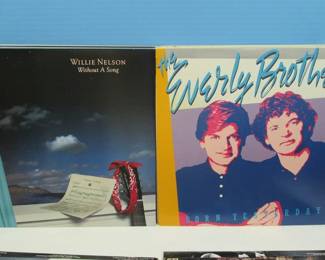 WILLIE NELSON
Without A Song
the
Everly Brothe
BORN YESTERDAY